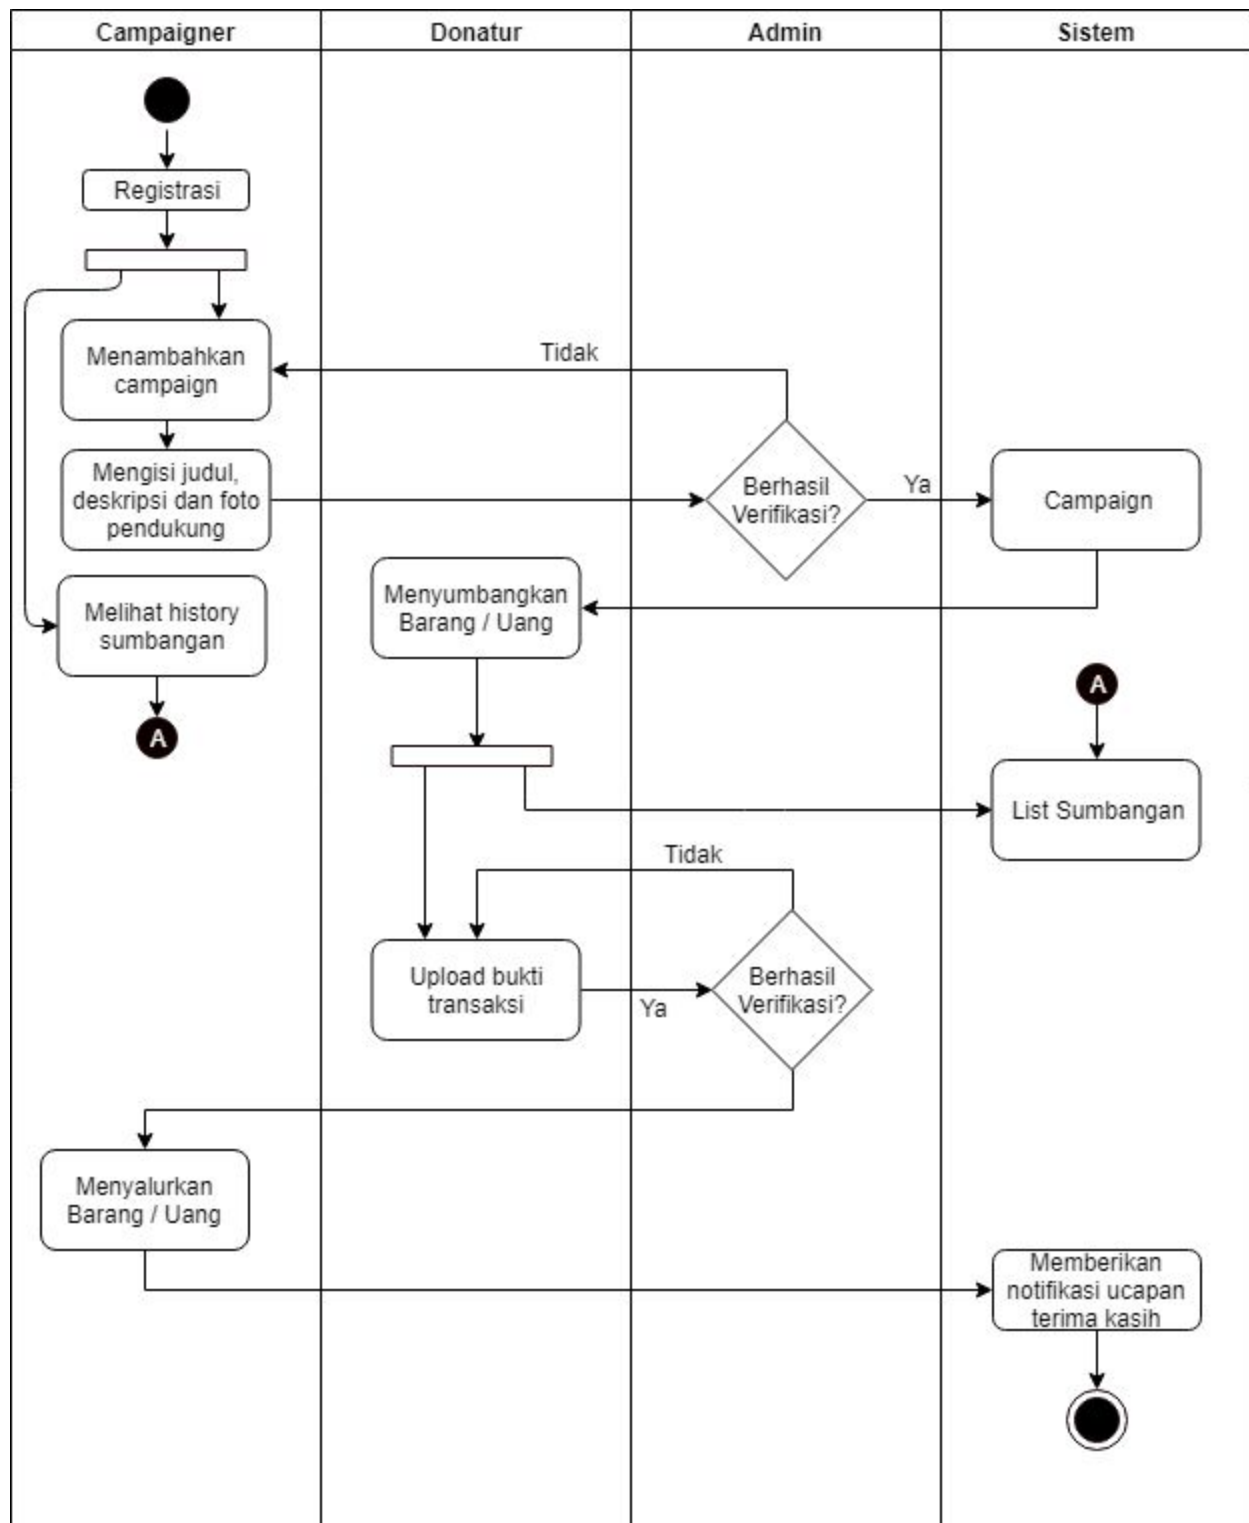 Campaigner
Donatur
Admin
Sistem
Registrasi
Menambahkan
campaign
Tidak
Mengisi judul,
deskripsi dan foto
pendukung
Berhasil
Verifikasi?
Ya
Campaign
Melihat history
sumbangan
A
Menyumbangkan
Barang / Uang
A
List Sumbangan
Tidak
Upload bukti
transaksi
Ya
Berhasil
Verifikasi?
Menyalurkan
Barang / Uang
Memberikan
notifikasi ucapan
terima kasih